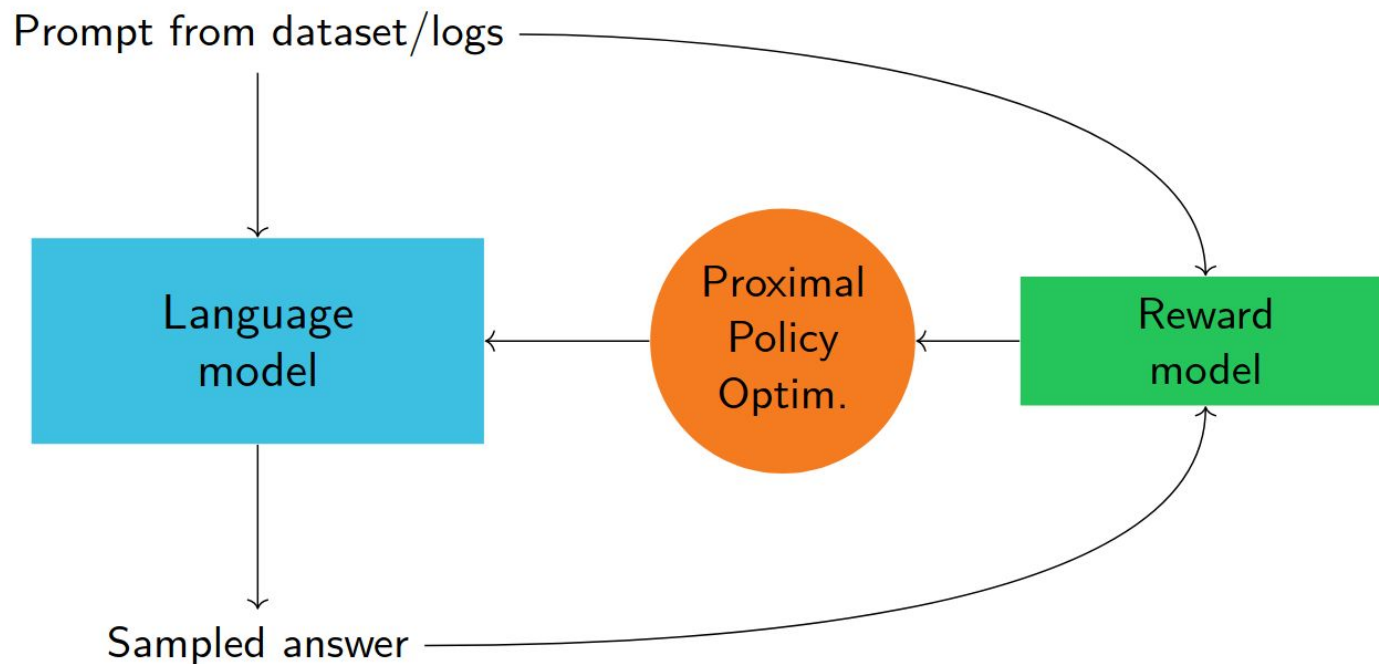 Prompt from dataset/logs
Language
model
Proximal
Policy
Optim.
Reward
model
Sampled answer